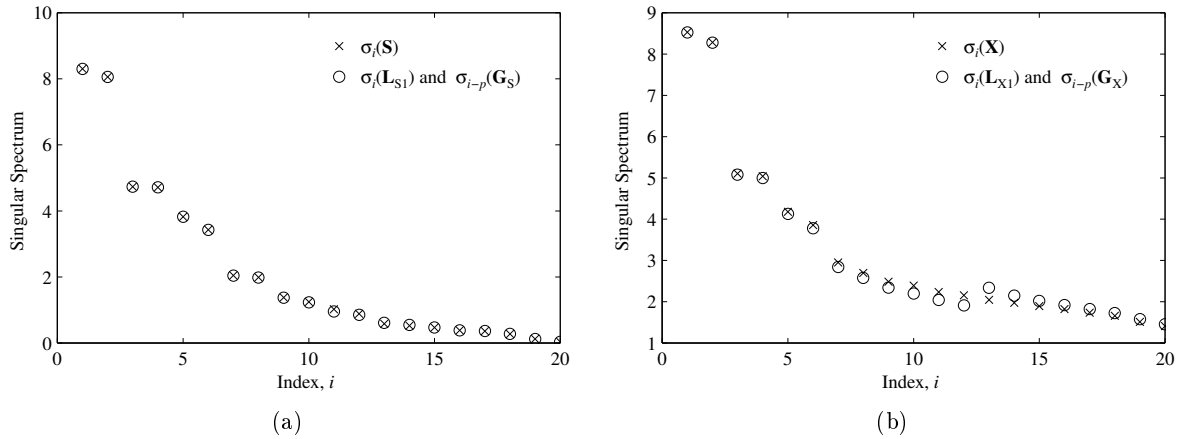 10
8
6
4
2
0
0
5
10
15
20
Singular Spectrum
Index, i
× σi(S)
○ σi(LS1) and σi−p(GS)
(a)
9
8
7
6
5
4
3
2
1
0
5
10
15
20
Singular Spectrum
Index, i
× σi(X)
○ σi(LX1) and σi−p(GX)
(b)